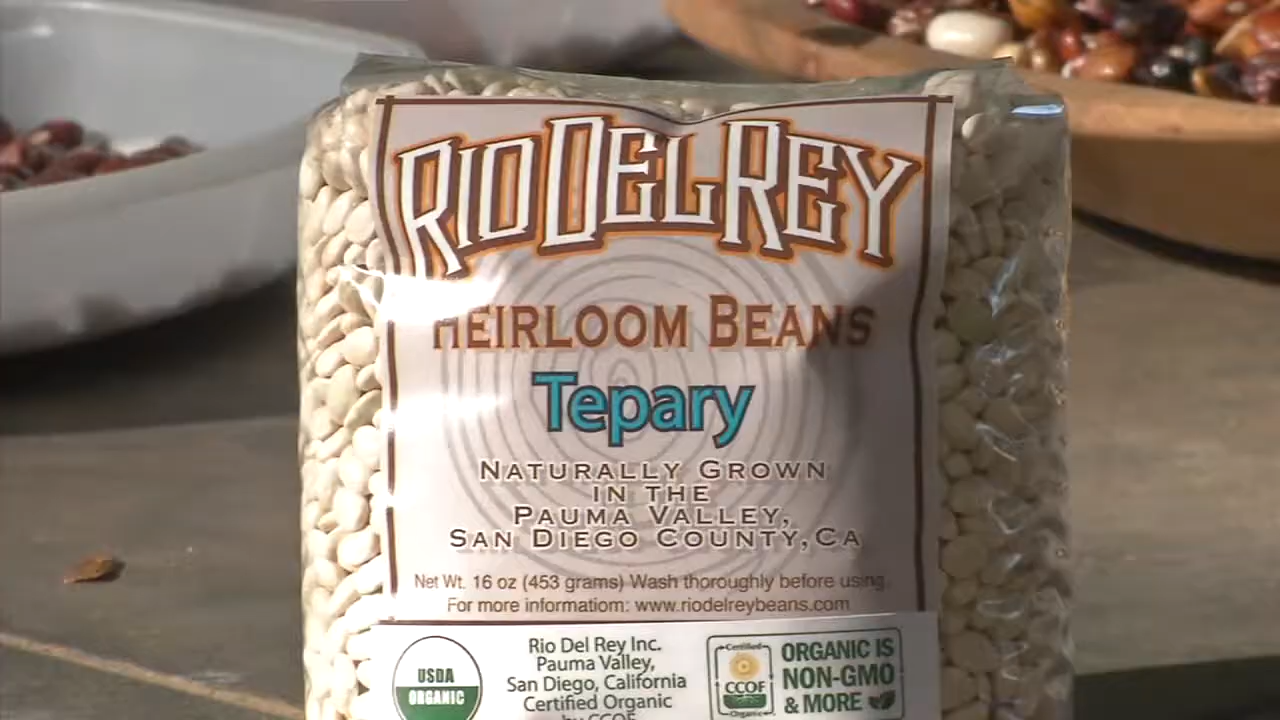 RIO DEL REY
HEIRLOOM BEANS
Tepary
NATURALLY GROWN
IN THE
PAUMA VALLEY,
SAN DIEGO COUNTY, CA
Net Wt. 16 oz (453 grams) Wash thoroughly before using.
For more informatiom: www.riodelreybeans.com
USDA
ORGANIC
Rio Del Rey Inc.
Pauma Valley,
San Diego, California
Certified Organic
by CCOF
Certified
CCOF
Organic
ORGANIC IS
NON-GMO
& MORE